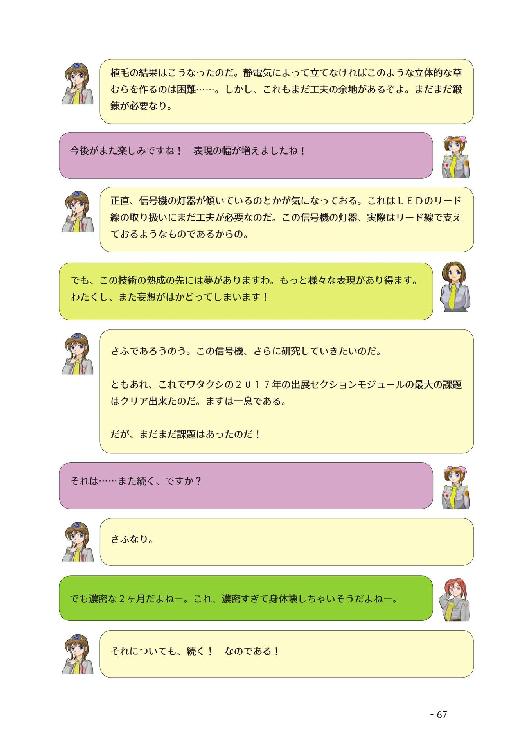 植毛の結果はこうなったのだ。静電気によって立てなければこのような立体的な草
むらを作るのは困難……。しかし、これもまだ工夫の余地があるぞよ。まだまだ鍛
錬が必要なり。
今後がまた楽しみですね！　表現の幅が増えましたね！
正直、信号機の灯器が傾いているのとかが気になっておる。これはＬＥＤのリード
線の取り扱いにまだ工夫が必要なのだ。この信号機の灯器、実際はリード線で支え
ておるようなものであるからの。
でも、この技術の熟成の先には夢がありますわ。もっと様々な表現があり得ます。
わたくし、また妄想がはかどってしまいます！
さふであろうのう。この信号機、さらに研究していきたいのだ。
ともあれ、これでワタクシの２０１７年の出展セクションモジュールの最大の課題
はクリア出来たのだ。まずは一息である。
だが、まだまだ課題はあったのだ！
それは……また続く、ですか？
さふなり。
でも濃密な２ヶ月だよねー。これ、濃密すぎて身体壊しちゃいそうだよねー。
それについても、続く！　なのである！
- 67